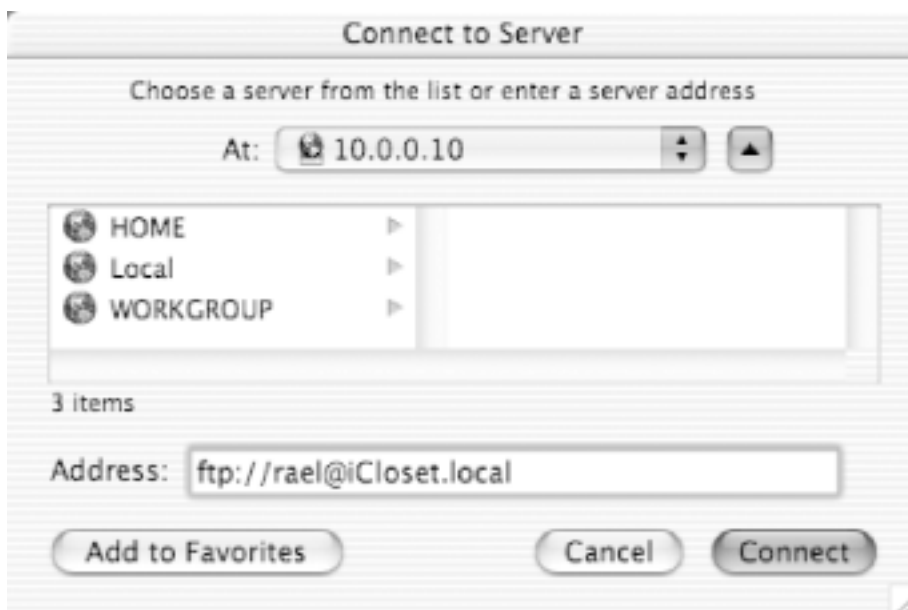 Connect to Server
Choose a server from the list or enter a server address
At: 10.0.0.10
HOME
Local
WORKGROUP
3 items
Address: ftp://rael@iCloset.local
Add to Favorites Cancel Connect